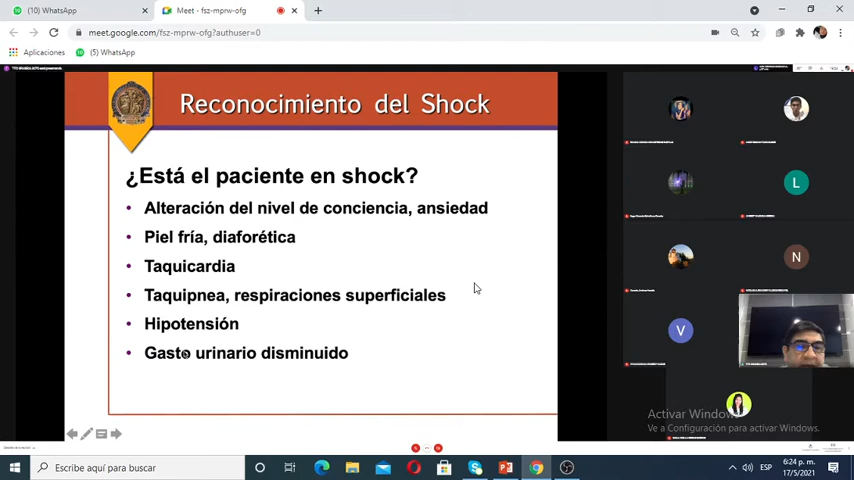 (10) WhatsApp
Meet - fsz-mprw-ofg
meet.google.com/fsz-mprw-ofg?authuser=0
Aplicaciones
(5) WhatsApp
Reconocimiento del Shock
¿Está el paciente en shock?
• Alteración del nivel de conciencia, ansiedad
• Piel fría, diaforética
• Taquicardia
• Taquipnea, respiraciones superficiales
• Hipotensión
• Gasto urinario disminuido
L
N
V
Activar Windows
Ve a Configuración para activar Windows.
Escribe aquí para buscar
ESP
6:24 p. m.
17/5/2021